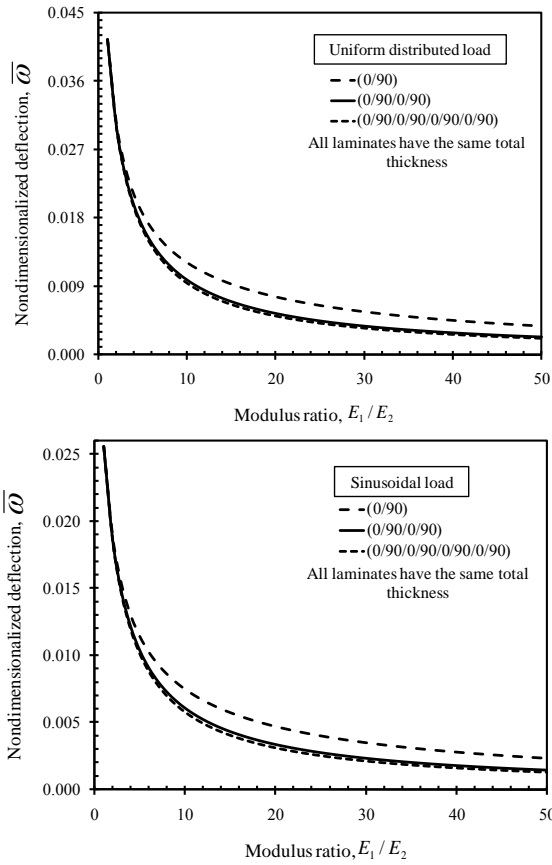 0.045
Uniform distributed load
0.036
(0/90)
(0/90/0/90)
0.027
(0/90/0/90/0/90/0/90)
All laminates have the same total
thickness
0.018
0.009
0.000
Nondimensionalized deflection, ω̅
0 10 20 30 40 50
Modulus ratio, E₁ / E₂
0.025
Sinusoidal load
0.020
(0/90)
(0/90/0/90)
(0/90/0/90/0/90/0/90)
0.015
All laminates have the same total
thickness
0.010
0.005
0.000
Nondimensionalized deflection, ω̅
0 10 20 30 40 50
Modulus ratio, E₁ / E₂